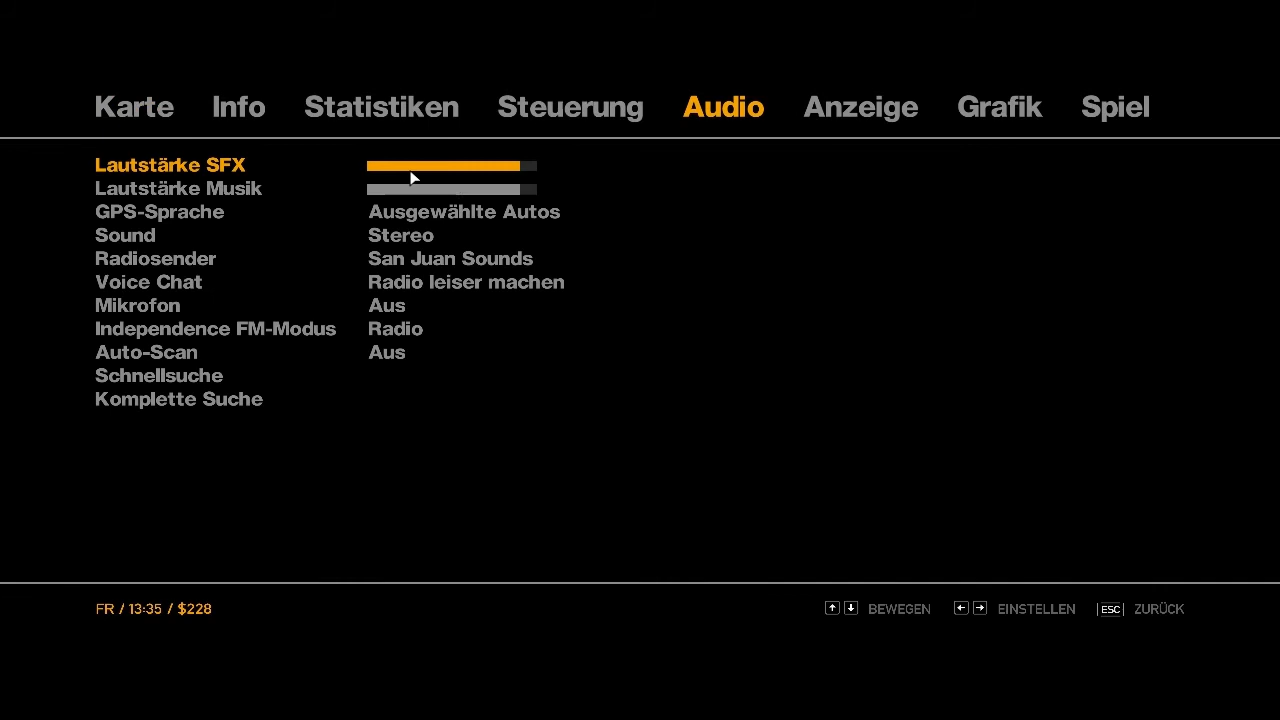 Karte Info Statistiken Steuerung Audio Anzeige Grafik Spiel
Lautstärke SFX
Lautstärke Musik
GPS-Sprache Ausgewählte Autos
Sound Stereo
Radiosender San Juan Sounds
Voice Chat Radio leiser machen
Mikrofon Aus
Independence FM-Modus Radio
Auto-Scan Aus
Schnellsuche
Komplette Suche
FR / 13:35 / $228 BEWEGEN EINSTELLEN ESC ZURÜCK